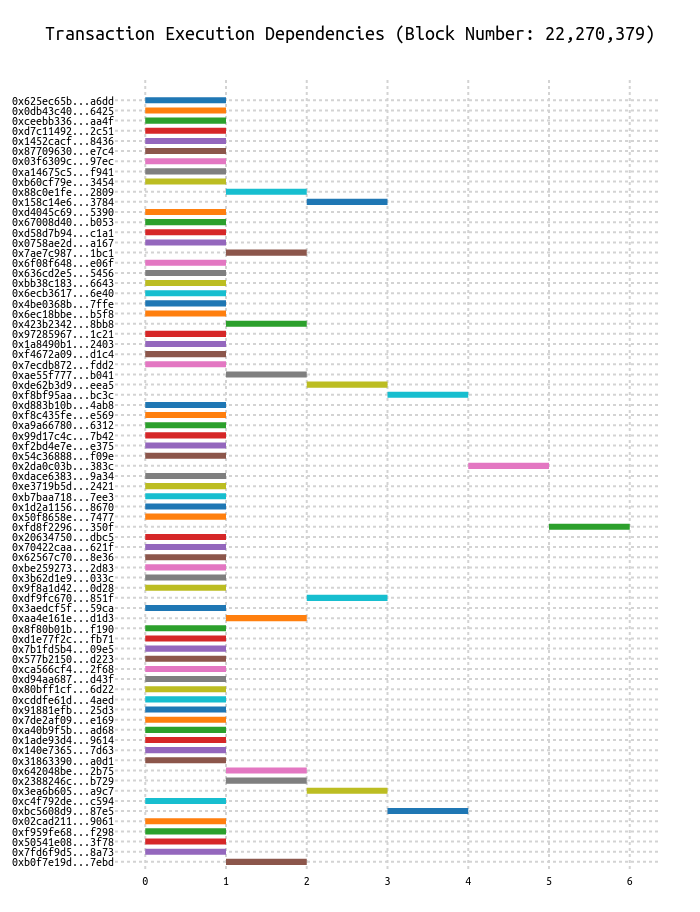 Transaction Execution Dependencies (Block Number: 22,270,379)
0x625ec65b...a6dd
0x0db43c40...6425
0xceebb336...aa4f
0xd7c11492...2c51
0x1452cacf...8436
0x87709630...e7c4
0x03f6309c...97ec
0xa14675c5...f941
0xb60cf79e...3454
0x88c0e1fe...2809
0x158c14e6...3784
0xd4045c69...5390
0x67008d40...b053
0xd58d7b94...c1a1
0x0758ae2d...a167
0x7ae7c987...1bc1
0x6f08f648...e06f
0x636cd2e5...5456
0xbb38c183...6643
0x6ecb3617...6e40
0x4be0368b...7ffe
0x6ec18bbe...b5f8
0x423b2342...8bb8
0x97285967...1c21
0x1a8490b1...2403
0xf4672a09...d1c4
0x7ecdb872...fdd2
0xae55f777...b041
0xde62b3d9...eea5
0xf8bf95aa...bc3c
0xd883b10b...4ab8
0xf8c435fe...e569
0xa9a66780...6312
0x99d17c4c...7b42
0xf2bd4e7e...e375
0x54c36888...f09e
0x2da0c03b...383c
0xdace6383...9a34
0xe3719b5d...2421
0xb7baa718...7ee3
0x1d2a1156...8670
0x50f8658e...7477
0xfd8f2296...350f
0x20634750...dbc5
0x70422caa...621f
0x62567c70...8e36
0xbe259273...2d83
0x3b62d1e9...033c
0x9f8a1d42...0d28
0xdf9fc670...851f
0x3aedcf5f...59ca
0xaa4e161e...d1d3
0x8f80b01b...f190
0xd1e77f2c...fb71
0x7b1fd5b4...09e5
0x577b2150...d223
0xca566cf4...2f68
0xd94aa687...d43f
0x80bff1cf...6d22
0xcddfe61d...4aed
0x91881efb...25d3
0x7de2af09...e169
0xa40b9f5b...ad68
0x1ade93d4...9614
0x140e7365...7d63
0x31863390...a0d1
0x642048be...2b75
0x2388246c...b729
0x3ea6b605...a9c7
0xc4f792de...c594
0xbc5608d9...87e5
0x02cad211...9061
0xf959fe68...f298
0x50541e08...3f78
0x7fd6f9d5...8a73
0xb0f7e19d...7ebd
0 1 2 3 4 5 6